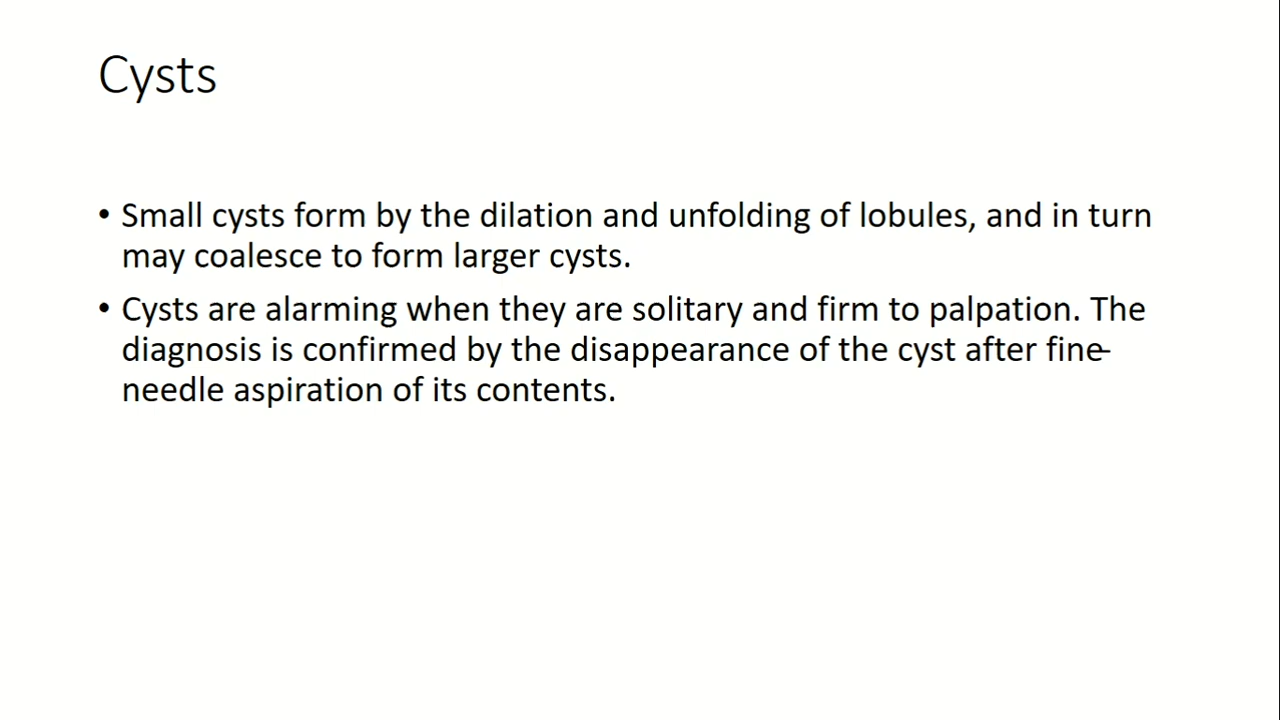 Cysts
• Small cysts form by the dilation and unfolding of lobules, and in turn
may coalesce to form larger cysts.
• Cysts are alarming when they are solitary and firm to palpation. The
diagnosis is confirmed by the disappearance of the cyst after fine-
needle aspiration of its contents.